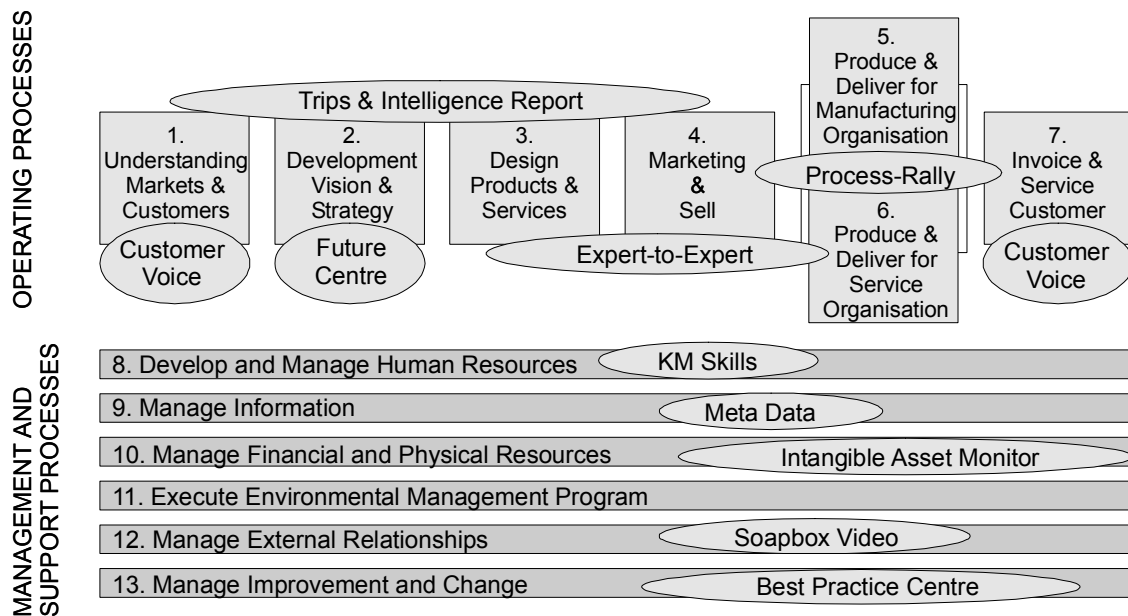 OPERATING PROCESSES
Trips & Intelligence Report
1.
Understanding
Markets &
Customers
Customer
Voice
2.
Development
Vision &
Strategy
Future
Centre
3.
Design
Products &
Services
4.
Marketing
&
Sell
Expert-to-Expert
5.
Produce &
Deliver for
Manufacturing
Organisation
Process-Rally
6.
Produce &
Deliver for
Service
Organisation
7.
Invoice &
Service
Customer
Customer
Voice
MANAGEMENT AND
SUPPORT PROCESSES
8. Develop and Manage Human Resources
KM Skills
9. Manage Information
Meta Data
10. Manage Financial and Physical Resources
Intangible Asset Monitor
11. Execute Environmental Management Program
12. Manage External Relationships
Soapbox Video
13. Manage Improvement and Change
Best Practice Centre